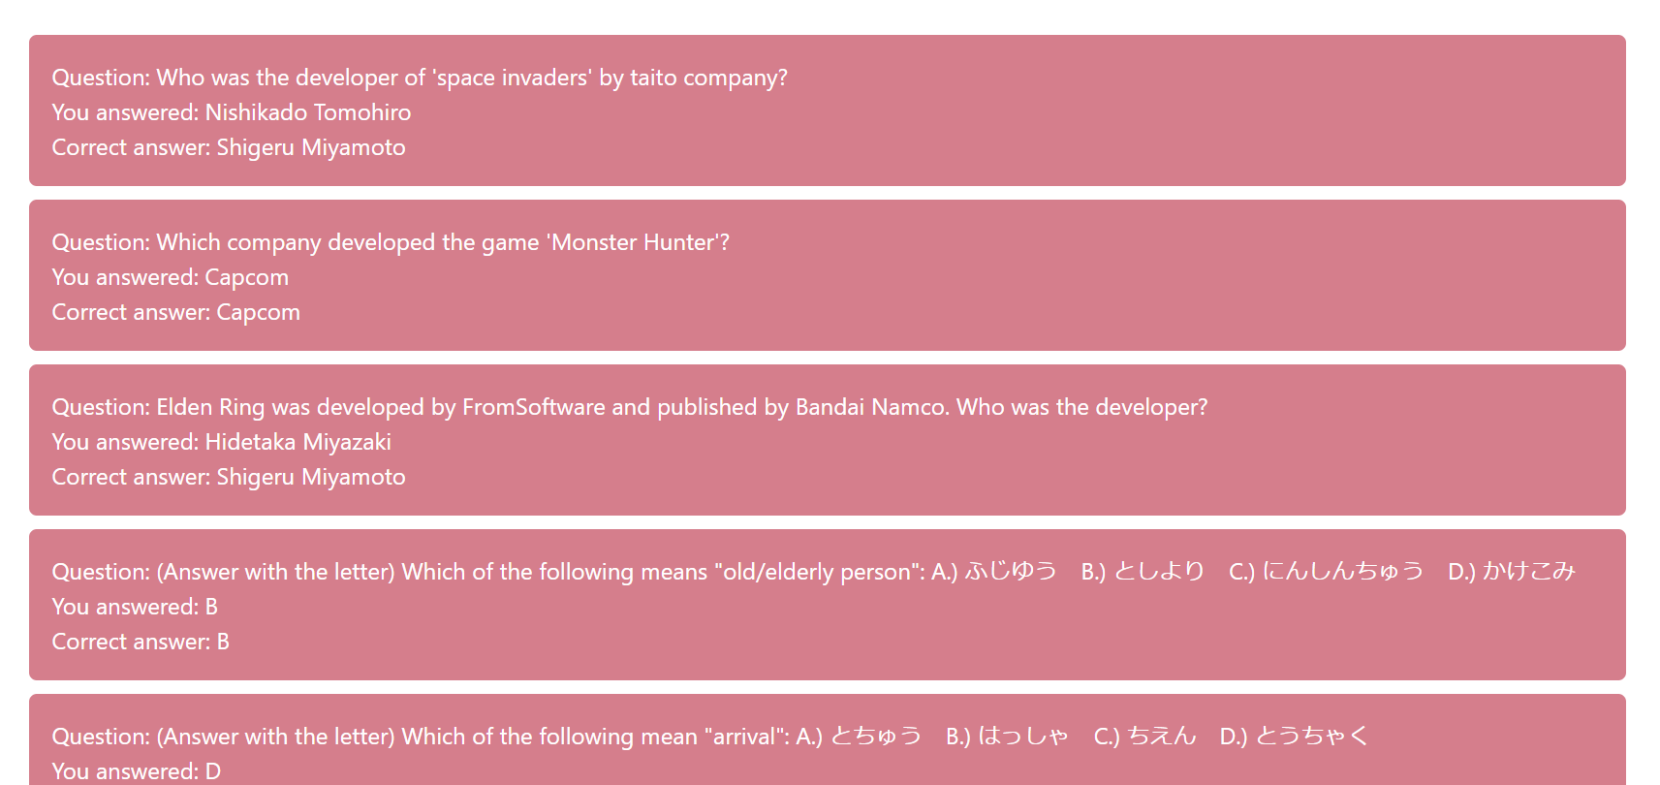 Question: Who was the developer of 'space invaders' by taito company?
You answered: Nishikado Tomohiro
Correct answer: Shigeru Miyamoto
Question: Which company developed the game 'Monster Hunter'?
You answered: Capcom
Correct answer: Capcom
Question: Elden Ring was developed by FromSoftware and published by Bandai Namco. Who was the developer?
You answered: Hidetaka Miyazaki
Correct answer: Shigeru Miyamoto
Question: (Answer with the letter) Which of the following means "old/elderly person": A.) ふじゆう　B.) としより　C.) にんしんちゅう　D.) かけこみ
You answered: B
Correct answer: B
Question: (Answer with the letter) Which of the following mean "arrival": A.) とちゅう　B.) はっしゃ　C.) ちえん　D.) とうちゃく
You answered: D